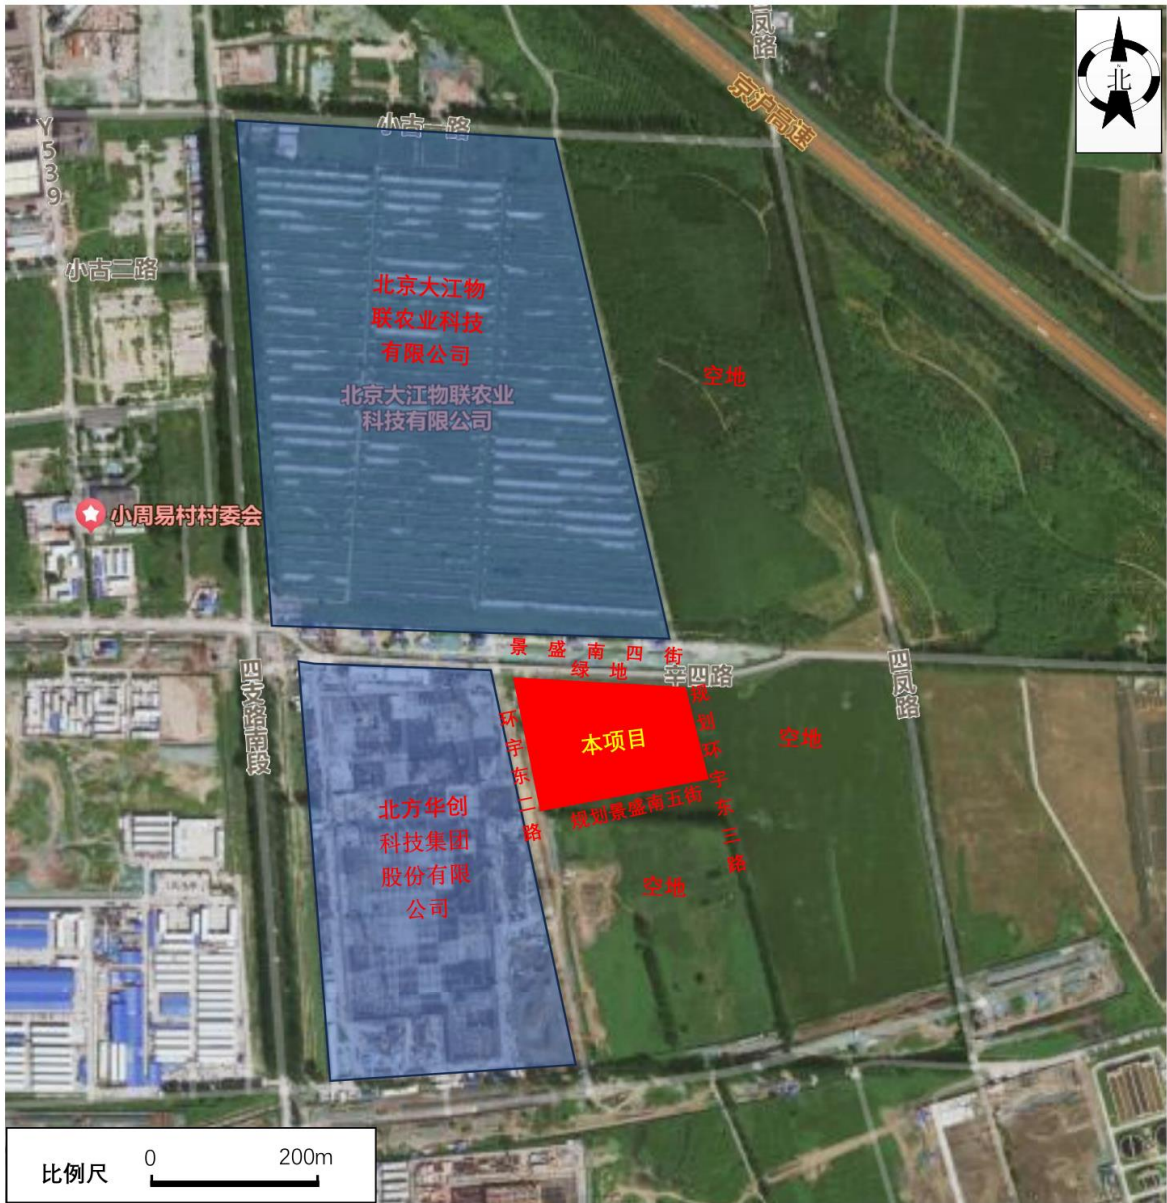 凤路
北
京沪高速
小古一路
Y539
小古二路
北京大江物
联农业科技
有限公司
空地
北京大江物联农业
科技有限公司
小周易村村委会
景盛南四街
绿地
辛四路
四凤路
四支路南段
环宇东二路
本项目
规划环宇东三路
空地
规划景盛南五街
北方华创
科技集团
股份有限
公司
空地
比例尺
0
200m